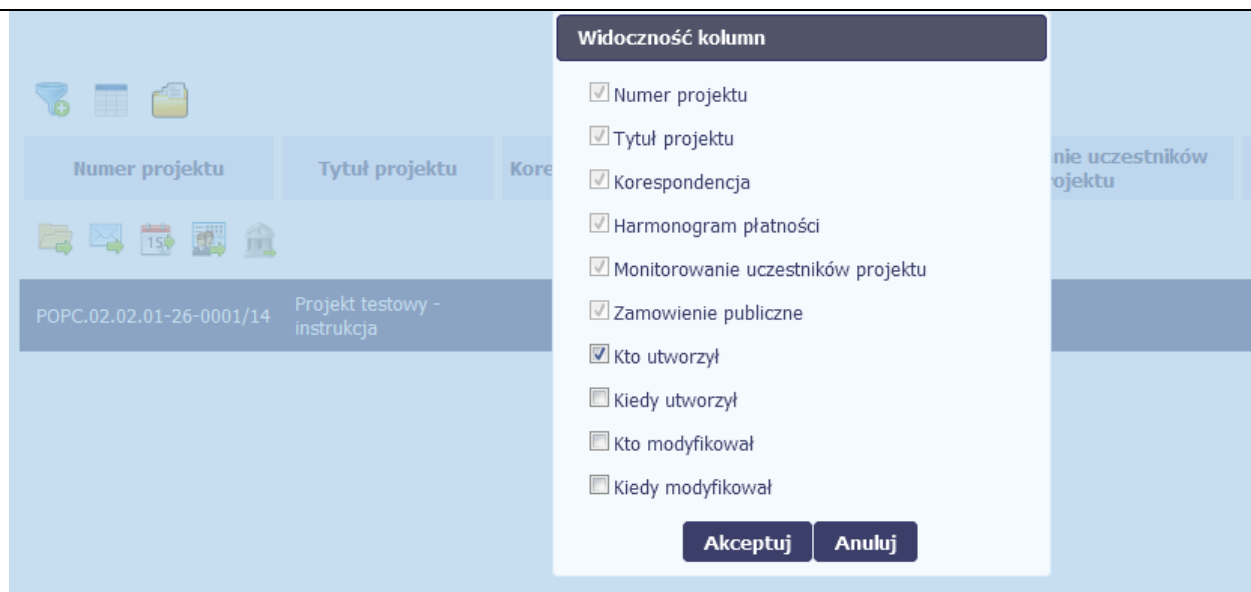 Widoczność kolumn
Numer projektu
Tytuł projektu
Kore
nie uczestników
ojektu
Numer projektu
Tytuł projektu
Korespondencja
Harmonogram płatności
Monitorowanie uczestników projektu
Zamowienie publiczne
Kto utworzył
Kiedy utworzył
Kto modyfikował
Kiedy modyfikował
Akceptuj
Anuluj
15
POPC.02.02.01-26-0001/14
Projekt testowy -
instrukcja